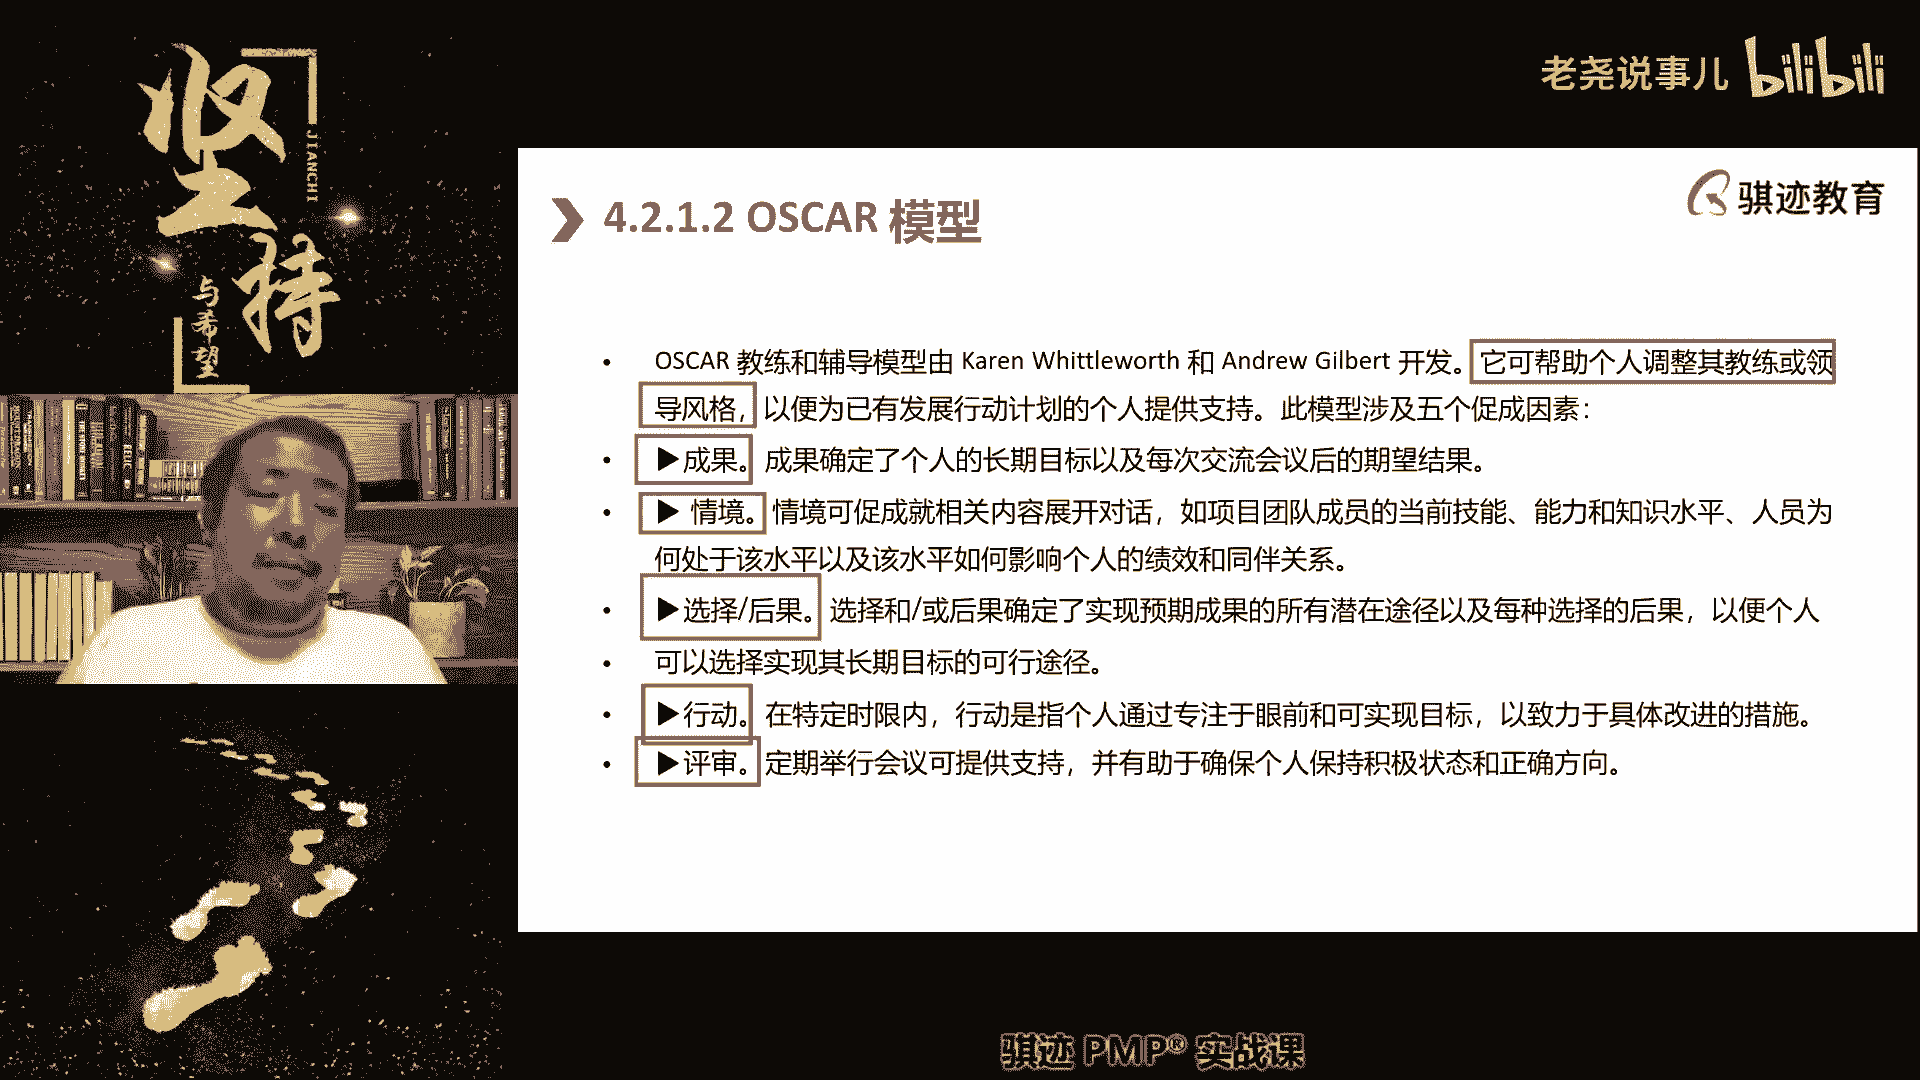 坚持
JIANCHI
与希望
老尧说事儿 bilibili
骐迹教育
4.2.1.2 OSCAR 模型
• OSCAR 教练和辅导模型由 Karen Whittleworth 和 Andrew Gilbert 开发。它可帮助个人调整其教练或领
导风格，以便为已有发展行动计划的个人提供支持。此模型涉及五个促成因素：
• ▶成果。成果确定了个人的长期目标以及每次交流会议后的期望结果。
• ▶ 情境。情境可促成就相关内容展开对话，如项目团队成员的当前技能、能力和知识水平、人员为
何处于该水平以及该水平如何影响个人的绩效和同伴关系。
• ▶选择/后果。选择和/或后果确定了实现预期成果的所有潜在途径以及每种选择的后果，以便个人
• 可以选择实现其长期目标的可行途径。
• ▶行动。在特定时限内，行动是指个人通过专注于眼前和可实现目标，以致力于具体改进的措施。
• ▶评审。定期举行会议可提供支持，并有助于确保个人保持积极状态和正确方向。
骐迹 PMP® 实战课